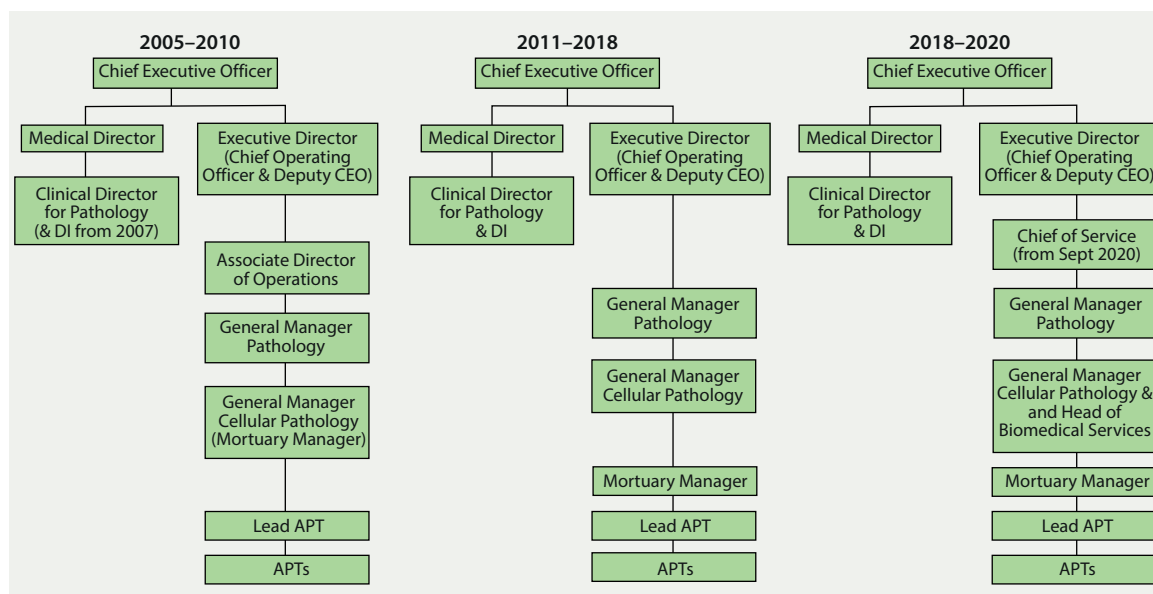 2005–2010
Chief Executive Officer
Medical Director
Clinical Director
for Pathology
(& DI from 2007)
Executive Director
(Chief Operating
Officer & Deputy CEO)
Associate Director
of Operations
General Manager
Pathology
General Manager
Cellular Pathology
(Mortuary Manager)
Lead APT
APTs
2011–2018
Chief Executive Officer
Medical Director
Clinical Director
for Pathology
& DI
Executive Director
(Chief Operating
Officer & Deputy CEO)
General Manager
Pathology
General Manager
Cellular Pathology
Mortuary Manager
Lead APT
APTs
2018–2020
Chief Executive Officer
Medical Director
Clinical Director
for Pathology
& DI
Executive Director
(Chief Operating
Officer & Deputy CEO)
Chief of Service
(from Sept 2020)
General Manager
Pathology
General Manager
Cellular Pathology &
and Head of
Biomedical Services
Mortuary Manager
Lead APT
APTs